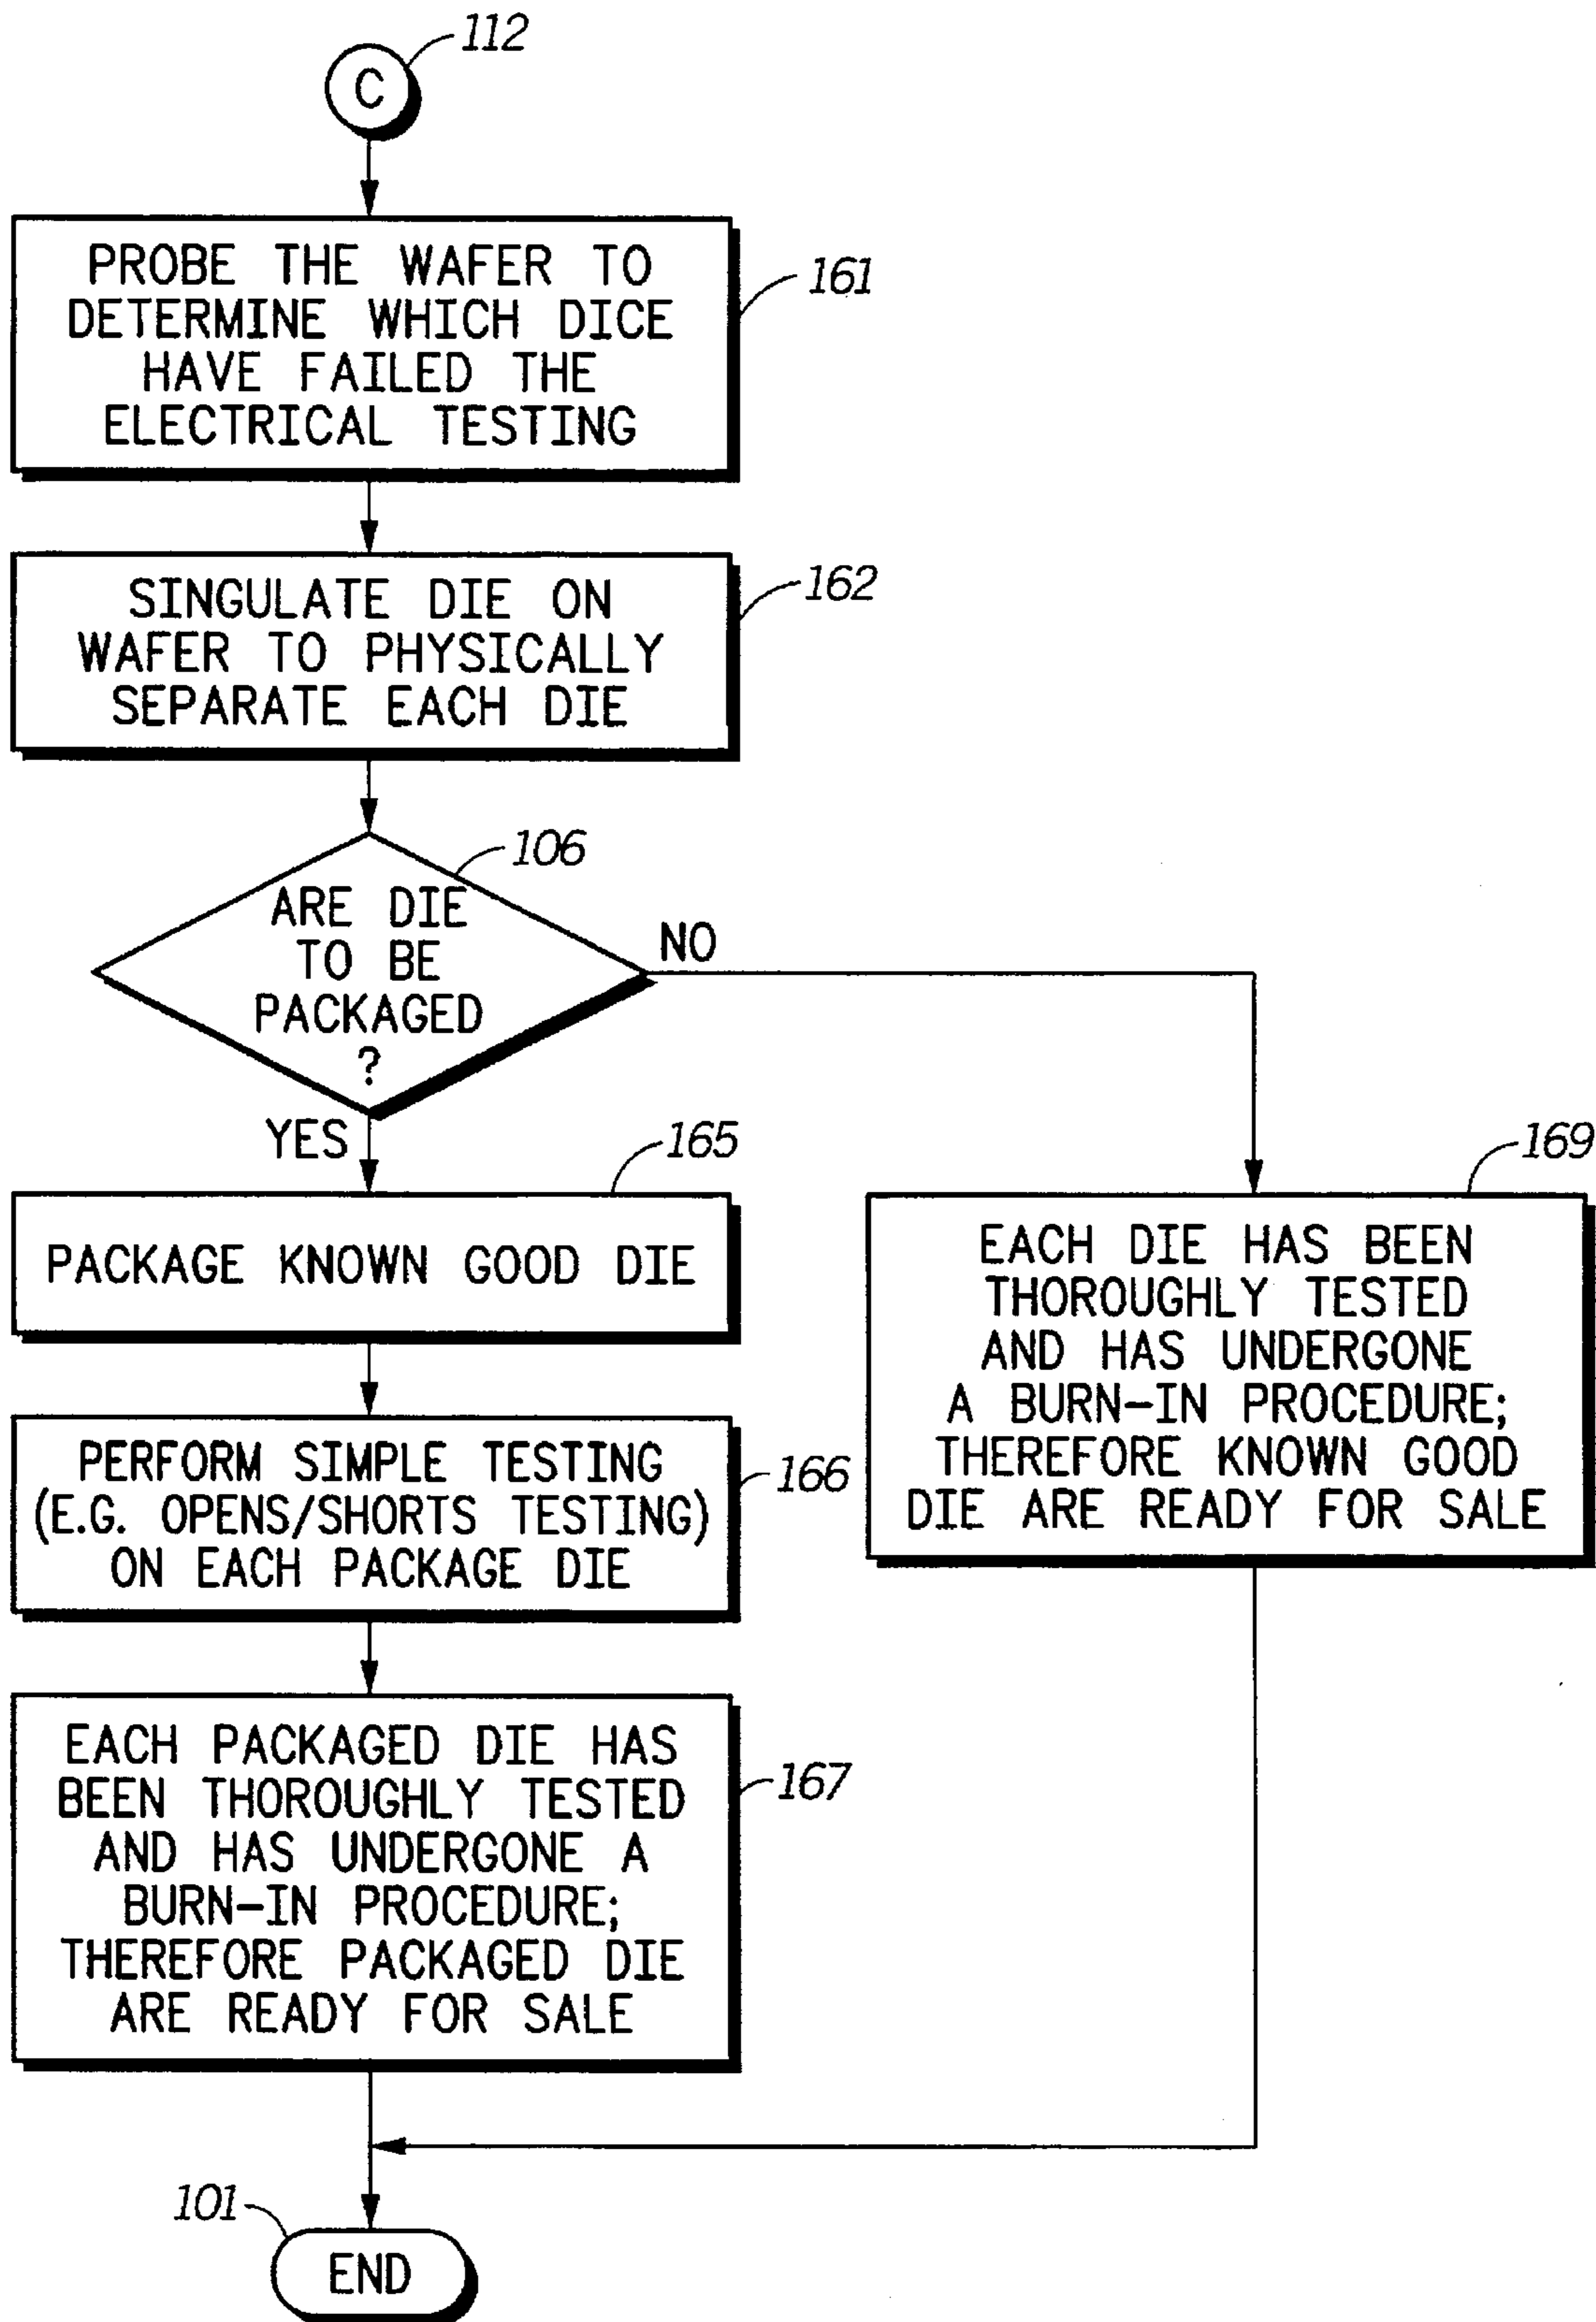 112
C
PROBE THE WAFER TO
DETERMINE WHICH DICE
HAVE FAILED THE
ELECTRICAL TESTING
161
SINGULATE DIE ON
WAFER TO PHYSICALLY
SEPARATE EACH DIE
162
106
ARE DIE
TO BE
PACKAGED
?
NO
YES
165
PACKAGE KNOWN GOOD DIE
PERFORM SIMPLE TESTING
(E.G. OPENS/SHORTS TESTING)
ON EACH PACKAGE DIE
166
EACH PACKAGED DIE HAS
BEEN THOROUGHLY TESTED
AND HAS UNDERGONE A
BURN-IN PROCEDURE;
THEREFORE PACKAGED DIE
ARE READY FOR SALE
167
169
EACH DIE HAS BEEN
THOROUGHLY TESTED
AND HAS UNDERGONE
A BURN-IN PROCEDURE;
THEREFORE KNOWN GOOD
DIE ARE READY FOR SALE
101
END